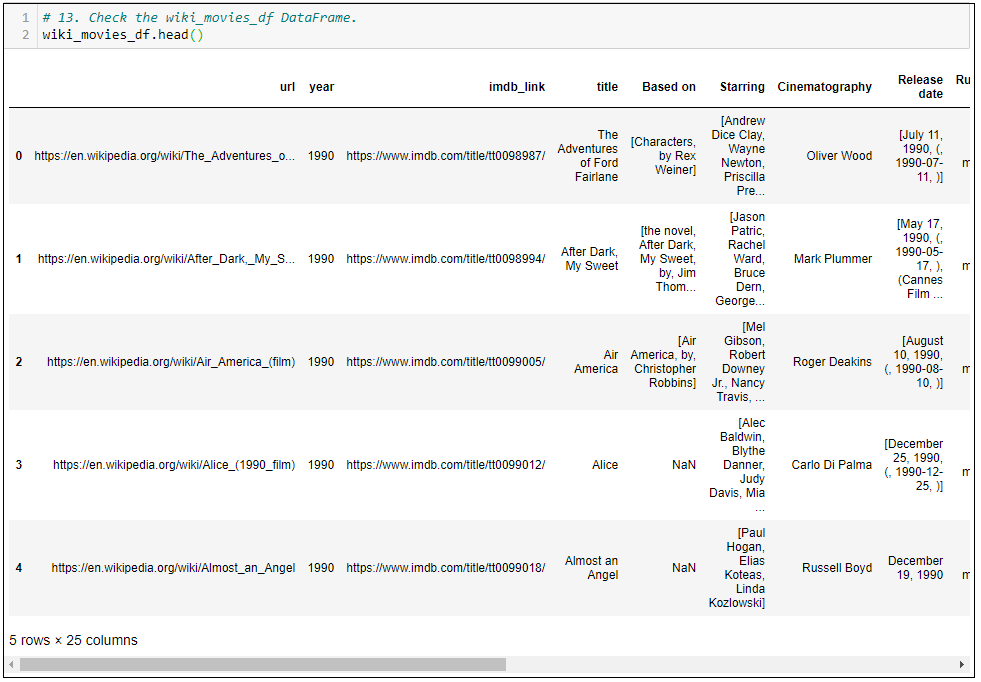 1 # 13. Check the wiki_movies_df DataFrame.
2 wiki_movies_df.head()
url year imdb_link title Based on Starring Cinematography Release date Ru
0 https://en.wikipedia.org/wiki/The_Adventures_o... 1990 https://www.imdb.com/title/tt0098987/ The Adventures of Ford Fairlane [Characters, by Rex Weiner] [Andrew Dice Clay, Wayne Newton, Priscilla Pre... Oliver Wood [July 11, 1990, (, 1990-07-11, )] m
1 https://en.wikipedia.org/wiki/After_Dark,_My_S... 1990 https://www.imdb.com/title/tt0098994/ After Dark, My Sweet [the novel, After Dark, My Sweet, by, Jim Thom... [Jason Patric, Rachel Ward, Bruce Dern, George... Mark Plummer [May 17, 1990, (, 1990-05-17, ), (Cannes Film ... m
2 https://en.wikipedia.org/wiki/Air_America_(film) 1990 https://www.imdb.com/title/tt0099005/ Air America [Air America, by, Christopher Robbins] [Mel Gibson, Robert Downey Jr., Nancy Travis, ... Roger Deakins [August 10, 1990, (, 1990-08-10, )] m
3 https://en.wikipedia.org/wiki/Alice_(1990_film) 1990 https://www.imdb.com/title/tt0099012/ Alice NaN [Alec Baldwin, Blythe Danner, Judy Davis, Mia ... Carlo Di Palma [December 25, 1990, (, 1990-12-25, )] m
4 https://en.wikipedia.org/wiki/Almost_an_Angel 1990 https://www.imdb.com/title/tt0099018/ Almost an Angel NaN [Paul Hogan, Elias Koteas, Linda Kozlowski] Russell Boyd December 19, 1990 m
5 rows × 25 columns